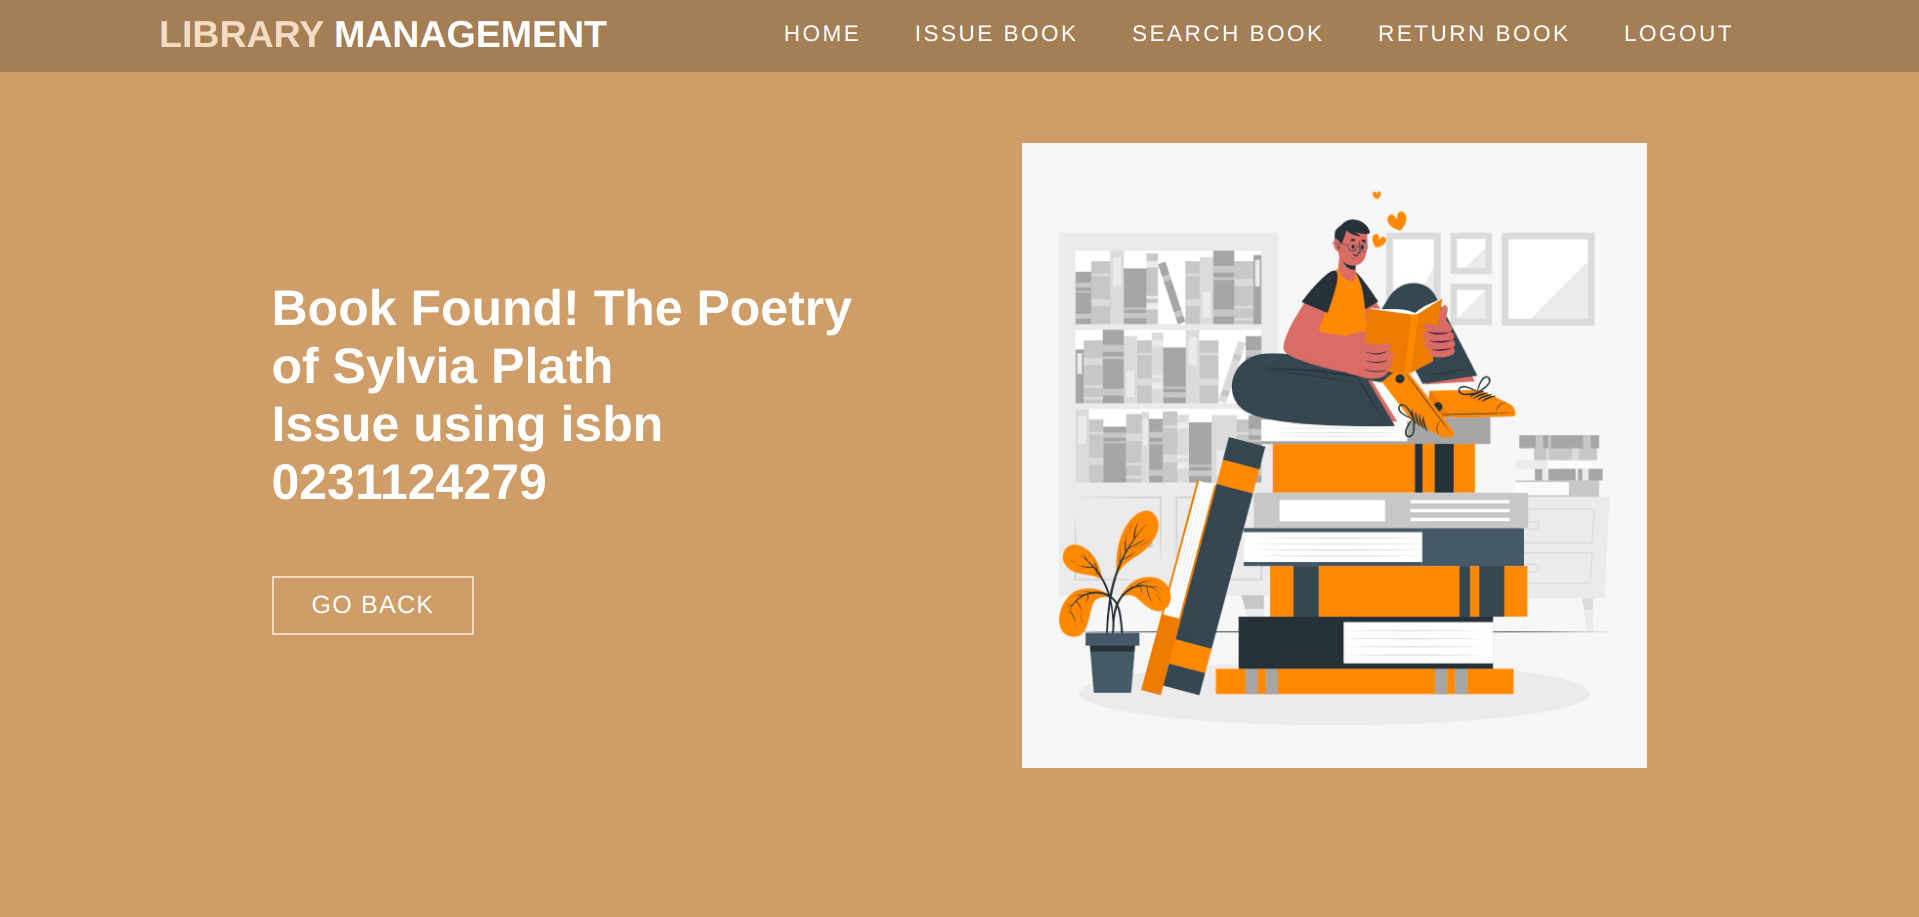 LIBRARY MANAGEMENT
HOME ISSUE BOOK SEARCH BOOK RETURN BOOK LOGOUT
Book Found! The Poetry
of Sylvia Plath
Issue using isbn
0231124279
GO BACK